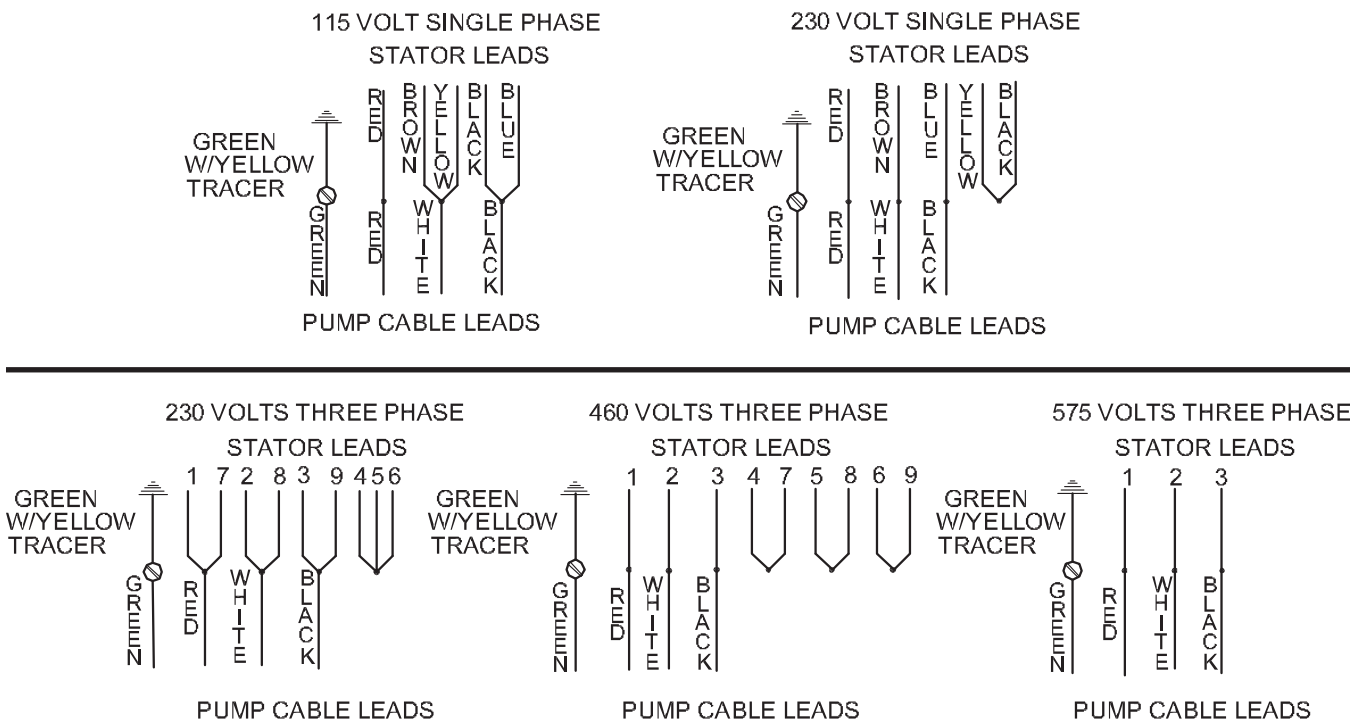 115 VOLT SINGLE PHASE
STATOR LEADS
RED
BROWN
YELLOW
BLACK
BLUE
GREEN
W/YELLOW
TRACER
GREEN
RED
WHITE
BLACK
PUMP CABLE LEADS
230 VOLT SINGLE PHASE
STATOR LEADS
RED
BROWN
BLUE
YELLOW
BLACK
GREEN
W/YELLOW
TRACER
GREEN
RED
WHITE
BLACK
PUMP CABLE LEADS
230 VOLTS THREE PHASE
STATOR LEADS
1 7 2 8 3 9 4 5 6
GREEN
W/YELLOW
TRACER
GREEN
RED
WHITE
BLACK
PUMP CABLE LEADS
460 VOLTS THREE PHASE
STATOR LEADS
1 2 3 4 7 5 8 6 9
GREEN
W/YELLOW
TRACER
GREEN
RED
WHITE
BLACK
PUMP CABLE LEADS
575 VOLTS THREE PHASE
STATOR LEADS
1 2 3
GREEN
W/YELLOW
TRACER
GREEN
RED
WHITE
BLACK
PUMP CABLE LEADS